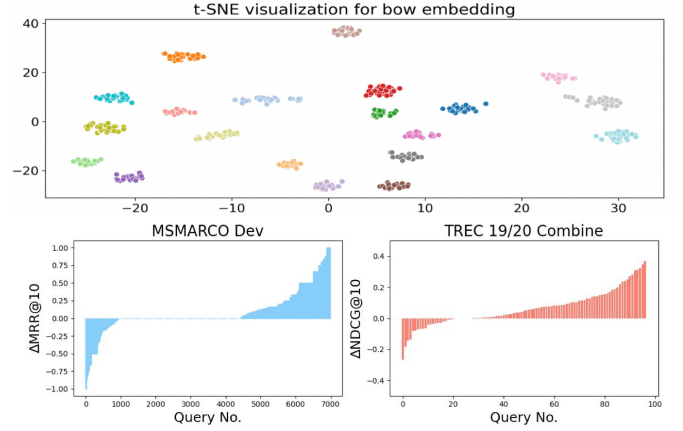 t-SNE visualization for bow embedding
40
20
0
−20
−20 −10 0 10 20 30
MSMARCO Dev
ΔMRR@10
1.00
0.75
0.50
0.25
0.00
−0.25
−0.50
−0.75
−1.00
0 1000 2000 3000 4000 5000 6000 7000
Query No.
TREC 19/20 Combine
ΔNDCG@10
0.4
0.2
0.0
−0.2
−0.4
0 20 40 60 80 100
Query No.